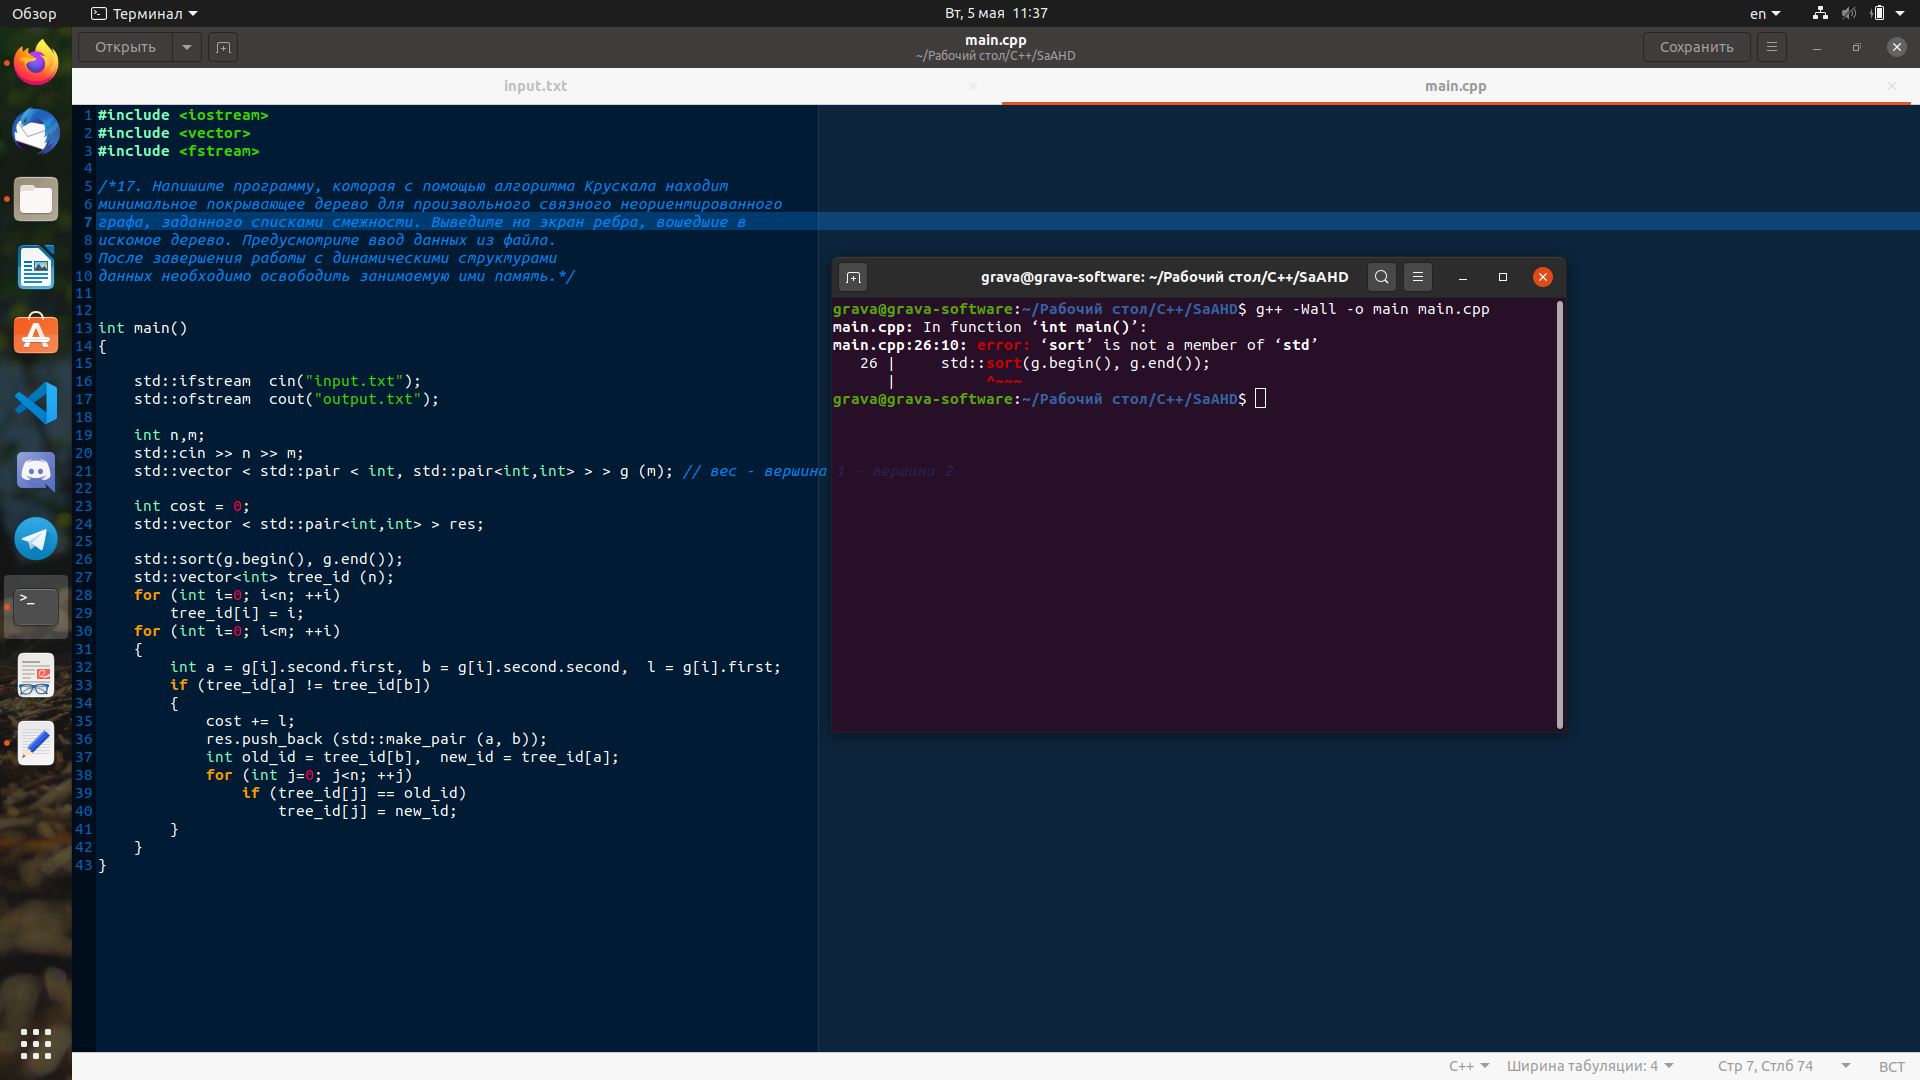 Обзор
Терминал
Вт, 5 мая 11:37
en
Открыть
main.cpp
~/Рабочий стол/C++/SaAHD
Сохранить
input.txt
main.cpp
1 #include <iostream>
2 #include <vector>
3 #include <fstream>
4
5 /*17. Напишите программу, которая с помощью алгоритма Крускала находит
6 минимальное покрывающее дерево для произвольного связного неориентированного
7 графа, заданного списками смежности. Выведите на экран ребра, вошедшие в
8 искомое дерево. Предусмотрите ввод данных из файла.
9 После завершения работы с динамическими структурами
10 данных необходимо освободить занимаемую ими память.*/
11
12
13 int main()
14 {
15
16     std::ifstream  cin("input.txt");
17     std::ofstream  cout("output.txt");
18
19     int n,m;
20     std::cin >> n >> m;
21     std::vector < std::pair < int, std::pair<int,int> > > g (m); // вес - вершина 1 - вершина 2
22
23     int cost = 0;
24     std::vector < std::pair<int,int> > res;
25
26     std::sort(g.begin(), g.end());
27     std::vector<int> tree_id (n);
28     for (int i=0; i<n; ++i)
29         tree_id[i] = i;
30     for (int i=0; i<m; ++i)
31     {
32         int a = g[i].second.first,  b = g[i].second.second,  l = g[i].first;
33         if (tree_id[a] != tree_id[b])
34         {
35             cost += l;
36             res.push_back (std::make_pair (a, b));
37             int old_id = tree_id[b],  new_id = tree_id[a];
38             for (int j=0; j<n; ++j)
39                 if (tree_id[j] == old_id)
40                     tree_id[j] = new_id;
41         }
42     }
43 }
grava@grava-software: ~/Рабочий стол/C++/SaAHD
grava@grava-software:~/Рабочий стол/C++/SaAHD$ g++ -Wall -o main main.cpp
main.cpp: In function ‘int main()’:
main.cpp:26:10: error: ‘sort’ is not a member of ‘std’
   26 |     std::sort(g.begin(), g.end());
      |          ^~~~
grava@grava-software:~/Рабочий стол/C++/SaAHD$
C++
Ширина табуляции: 4
Стр 7, Стлб 74
ВСТ